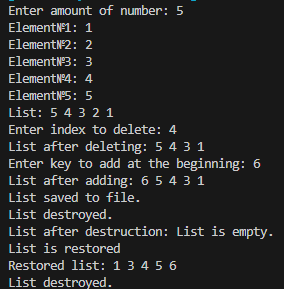 Enter amount of number: 5
Element№1: 1
Element№2: 2
Element№3: 3
Element№4: 4
Element№5: 5
List: 5 4 3 2 1
Enter index to delete: 4
List after deleting: 5 4 3 1
Enter key to add at the beginning: 6
List after adding: 6 5 4 3 1
List saved to file.
List destroyed.
List after destruction: List is empty.
List is restored
Restored list: 1 3 4 5 6
List destroyed.